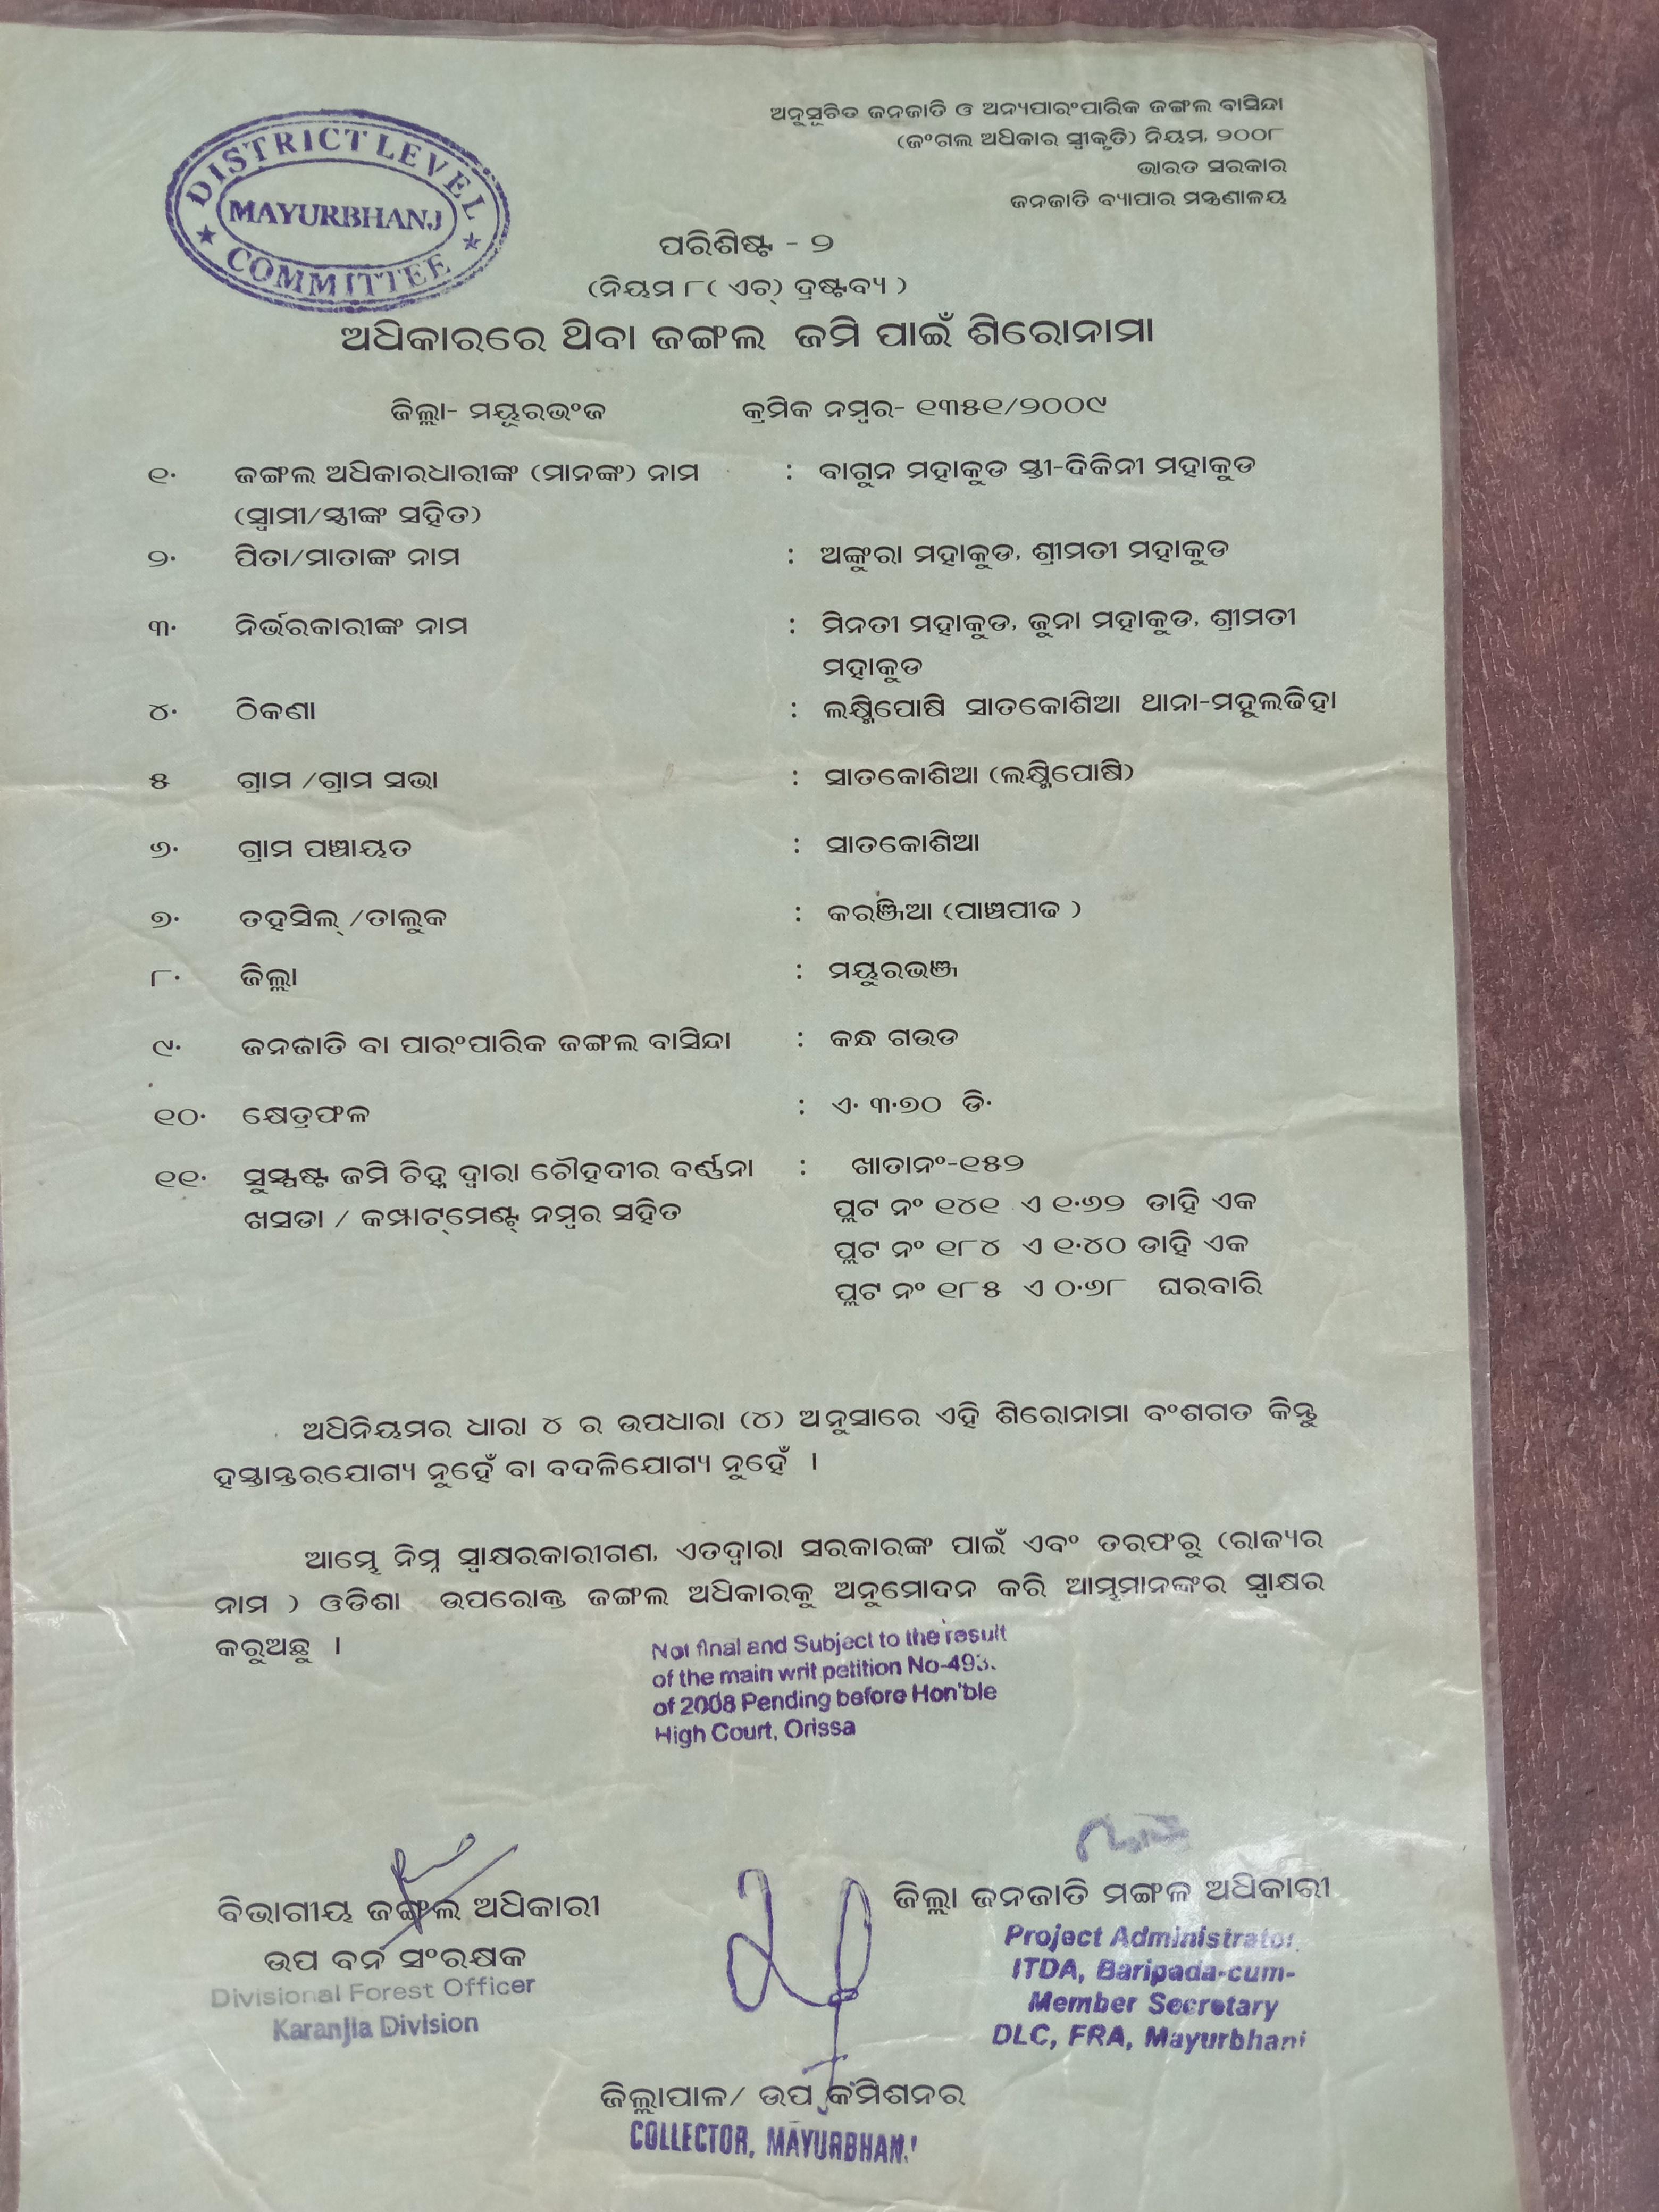 ଅନୁସୂଚିତ ଜନଜାତି ଓ ଅନ୍ୟପାରଂପାରିକ ଜଙ୍ଗଲ ବାସିନ୍ଦା
(ଜଂଗଲ ଅଧିକାର ସ୍ୱୀକୃତି) ନିୟମ, ୨୦୦୮
ଭାରତ ସରକାର
ଜନଜାତି ବ୍ୟାପାର ମନ୍ତ୍ରଣାଳୟ
DISTRICT LEVEL
MAYURBHANJ
COMMITTEE
ପରିଶିଷ୍ଟ - ୨
(ନିୟମ ୮( ଏଚ୍) ଦ୍ରଷ୍ଟବ୍ୟ )
ଅଧିକାରରେ ଥିବା ଜଙ୍ଗଲ ଜମି ପାଇଁ ଶିରୋନାମା
ଜିଲ୍ଲା- ମୟୂରଭଂଜ କ୍ରମିକ ନମ୍ବର- ୧୩୫୧/୨୦୦୯
୧. ଜଙ୍ଗଲ ଅଧିକାରଧାରୀଙ୍କ (ମାନଙ୍କ) ନାମ : ବାଗୁନ ମହାକୁଡ ସ୍ତ୍ରୀ-ଦିକିନୀ ମହାକୁଡ
(ସ୍ୱାମୀ/ସ୍ତ୍ରୀଙ୍କ ସହିତ)
୨. ପିତା/ମାତାଙ୍କ ନାମ : ଅଙ୍କୁରା ମହାକୁଡ, ଶ୍ରୀମତୀ ମହାକୁଡ
୩. ନିର୍ଭରକାରୀଙ୍କ ନାମ : ମିନତୀ ମହାକୁଡ, ଜୁନା ମହାକୁଡ, ଶ୍ରୀମତୀ
ମହାକୁଡ
୪. ଠିକଣା : ଲକ୍ଷ୍ମିପୋଷି ସାତକୋଶିଆ ଥାନା-ମହୁଲଢିହା
୫ ଗ୍ରାମ /ଗ୍ରାମ ସଭା : ସାତକୋଶିଆ (ଲକ୍ଷ୍ମିପୋଷି)
୬. ଗ୍ରାମ ପଞ୍ଚାୟତ : ସାତକୋଶିଆ
୭. ତହସିଲ୍ /ତାଲୁକ : କରଞ୍ଜିଆ (ପାଞ୍ଚପୀଢ )
୮. ଜିଲ୍ଲା : ମୟୁରଭଞ୍ଜ
୯. ଜନଜାତି ବା ପାରଂପାରିକ ଜଙ୍ଗଲ ବାସିନ୍ଦା : କନ୍ଧ ଗଉଡ
୧୦. କ୍ଷେତ୍ରଫଳ : ଏ. ୩.୭୦ ଡି.
୧୧. ସୁସ୍ପଷ୍ଟ ଜମି ଚିହ୍ନ ଦ୍ୱାରା ଚୌହଦୀର ବର୍ଣ୍ଣନା : ଖାତାନଂ-୧୫୨
ଖସଡା / କମ୍ପାଟ୍‌ମେଣ୍ଟ୍ ନମ୍ବର ସହିତ
ପ୍ଲଟ ନଂ ୧୪୧ ଏ ୧.୬୨ ଡାହି ଏକ
ପ୍ଲଟ ନଂ ୧୮୪ ଏ ୧.୪୦ ଡାହି ଏକ
ପ୍ଲଟ ନଂ ୧୮୫ ଏ ୦.୬୮ ଘରବାରି
ଅଧିନିୟମର ଧାରା ୪ ର ଉପଧାରା (୪) ଅନୁସାରେ ଏହି ଶିରୋନାମା ବଂଶଗତ କିନ୍ତୁ
ହସ୍ତାନ୍ତରଯୋଗ୍ୟ ନୁହେଁ ବା ବଦଳିଯୋଗ୍ୟ ନୁହେଁ ।
ଆମ୍ଭେ ନିମ୍ନ ସ୍ୱାକ୍ଷରକାରୀଗଣ, ଏତଦ୍ୱାରା ସରକାରଙ୍କ ପାଇଁ ଏବଂ ତରଫରୁ (ରାଜ୍ୟର
ନାମ ) ଓଡିଶା ଉପରୋକ୍ତ ଜଙ୍ଗଲ ଅଧିକାରକୁ ଅନୁମୋଦନ କରି ଆମ୍ଭମାନଙ୍କର ସ୍ୱାକ୍ଷର
କରୁଅଛୁ ।
Not final and Subject to the result
of the main writ petition
of 2008 Pending before Hon'ble
High Court, Orissa
ବିଭାଗୀୟ ଜଙ୍ଗଲ ଅଧିକାରୀ
ଉପ ବନ ସଂରକ୍ଷକ
Divisional Forest Officer
Karanjia Division
ଜିଲ୍ଲା ଜନଜାତି ମଙ୍ଗଳ ଅଧିକାରୀ
Project Administrator,
ITDA, Baripada-cum-
Member Secretary
DLC, FRA, Mayurbhanj
ଜିଲ୍ଲାପାଳ/ ଉପ କମିଶନର
COLLECTOR, MAYURBHANJ